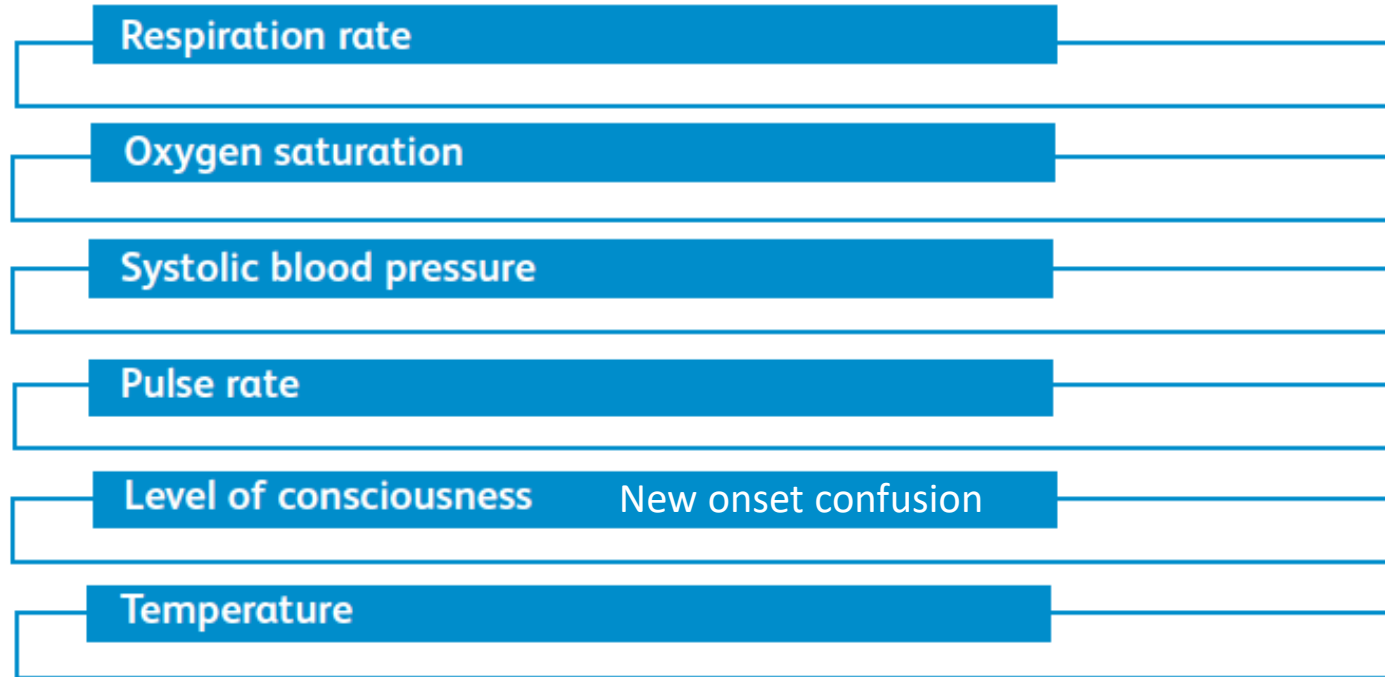 Respiration rate
Oxygen saturation
Systolic blood pressure
Pulse rate
Level of consciousness New onset confusion
Temperature